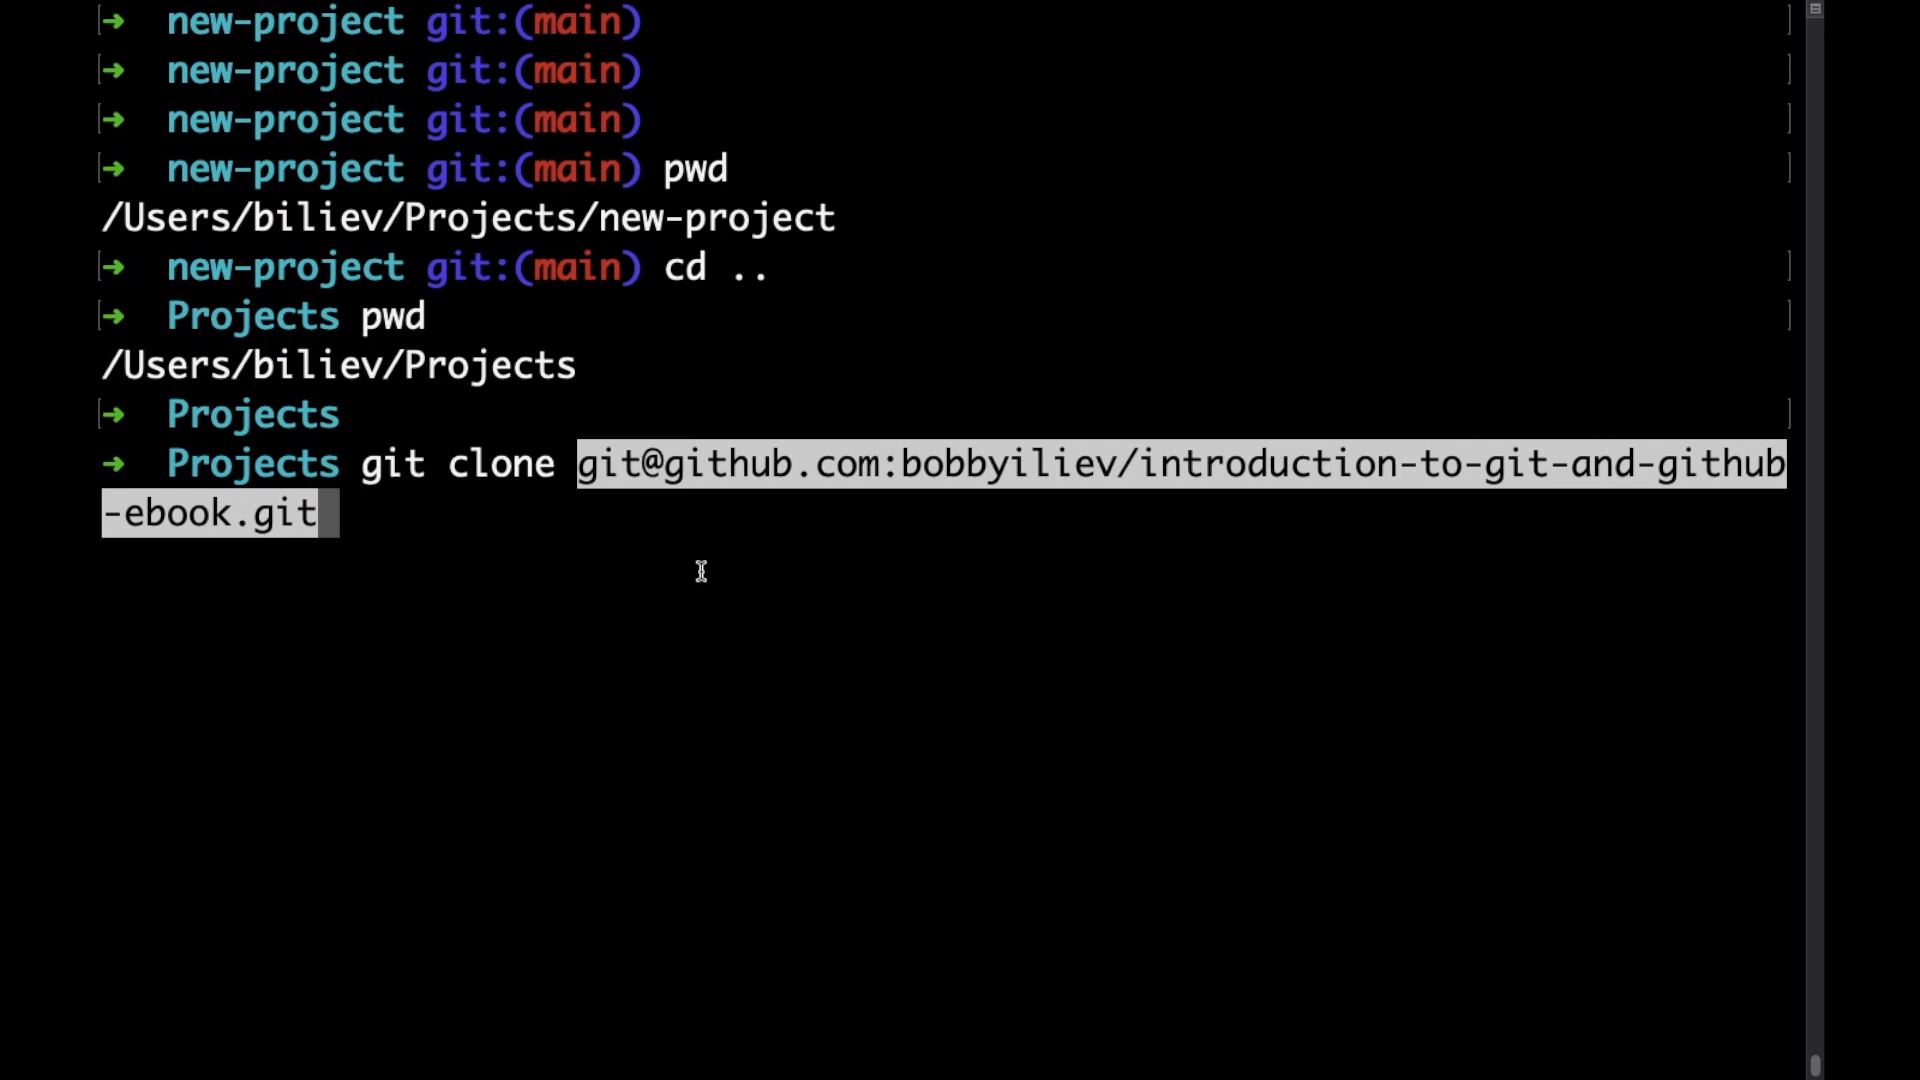 ➜ new-project git:(main)
➜ new-project git:(main)
➜ new-project git:(main)
➜ new-project git:(main) pwd
/Users/biliev/Projects/new-project
➜ new-project git:(main) cd ..
➜ Projects pwd
/Users/biliev/Projects
➜ Projects
➜ Projects git clone git@github.com:bobbyiliev/introduction-to-git-and-github
-ebook.git